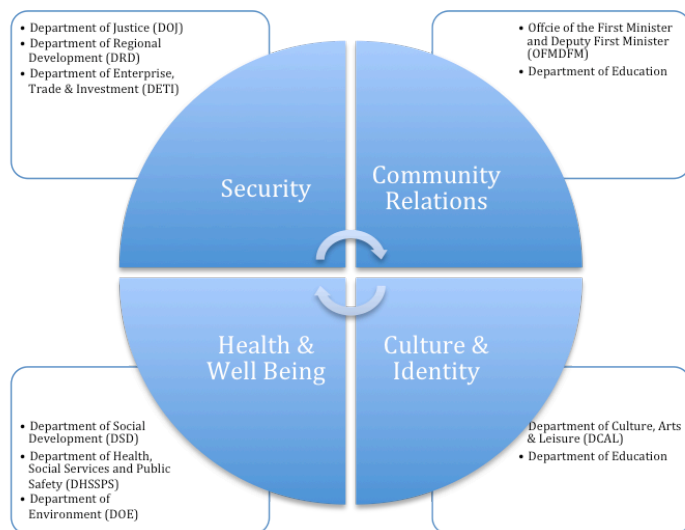 • Department of Justice (DOJ)
• Department of Regional
Development (DRD)
• Department of Enterprise,
Trade & Investment (DETI)
• Offcie of the First Minister
and Deputy First Minister
(OFMDFM)
• Department of Education
Security
Community
Relations
Health &
Well Being
Culture &
Identity
• Department of Social
Development (DSD)
• Department of Health,
Social Services and Public
Safety (DHSSPS)
• Department of
Environment (DOE)
Department of Culture, Arts
& Leisure (DCAL)
• Department of Education